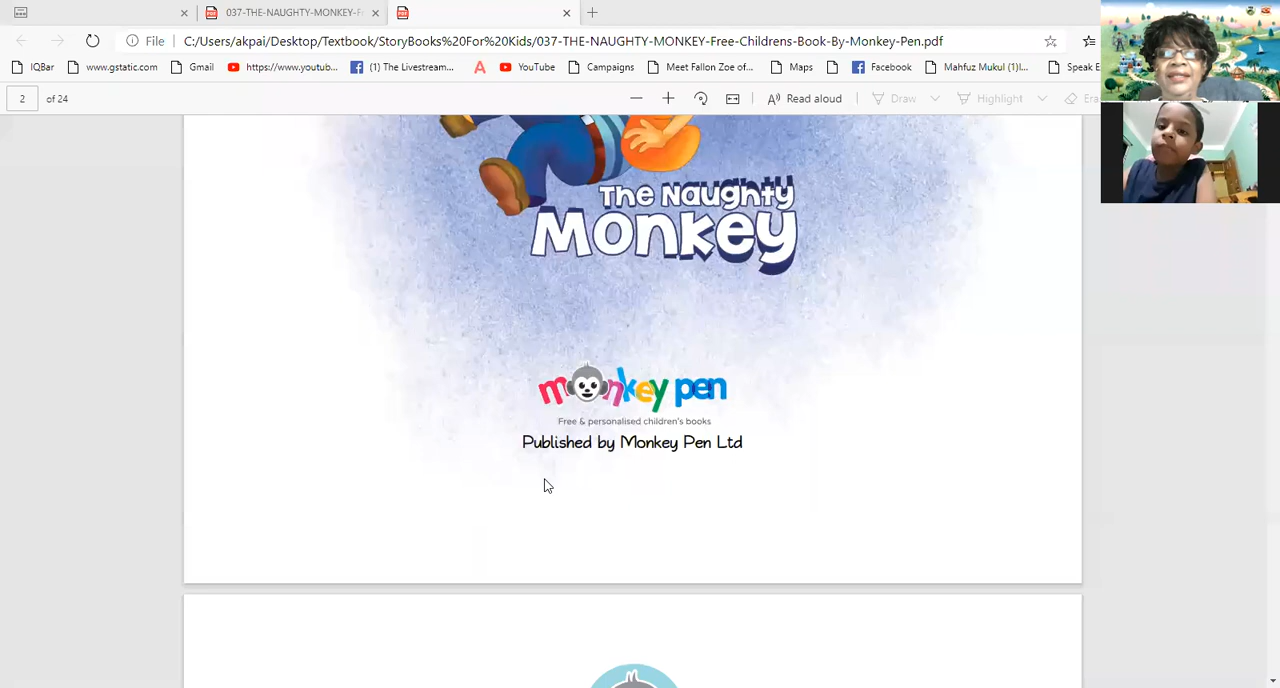 037-THE-NAUGHTY-MONKEY-F
File C:/Users/akpai/Desktop/Textbook/StoryBooks%20For%20Kids/037-THE-NAUGHTY-MONKEY-Free-Childrens-Book-By-Monkey-Pen.pdf
IQBar www.gstatic.com Gmail https://www.youtub... (1) The Livestream... YouTube Campaigns Meet Fallon Zoe of... Maps Facebook Mahfuz Mukul (1)l... Speak E
2 of 24 Read aloud Draw Highlight Era
The Naughty
Monkey
monkey pen
Free & personalised children's books
Published by Monkey Pen Ltd